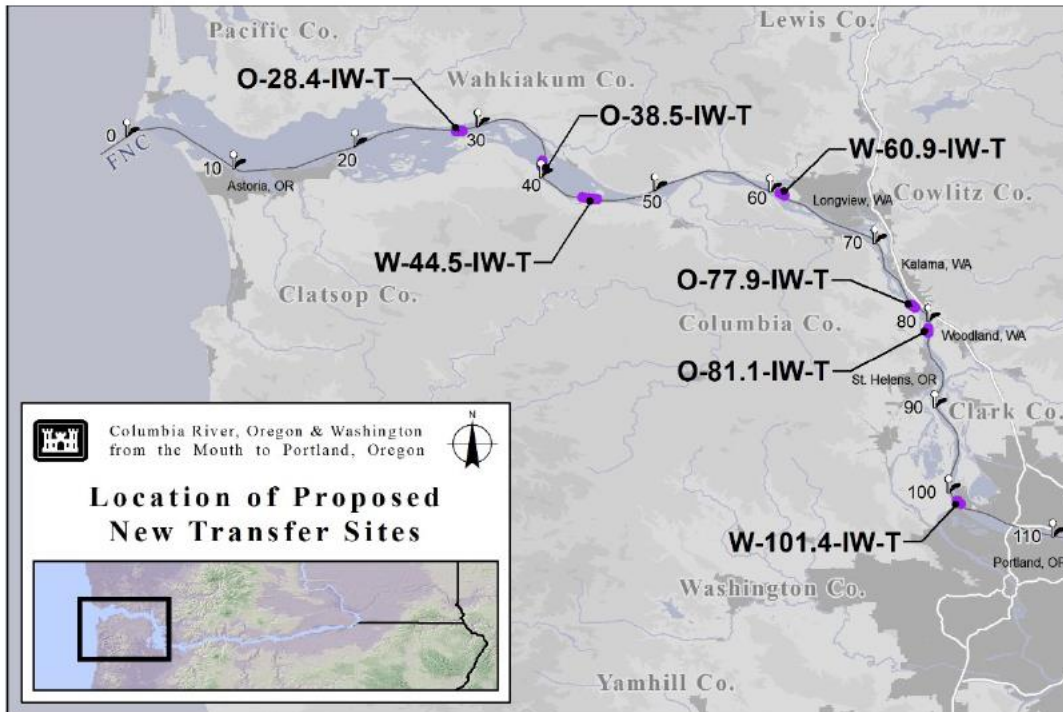 Pacific Co.
Lewis Co.
O-28.4-IW-T
Wahkiakum Co.
O-38.5-IW-T
0
FNC
10
Astoria, OR
20
30
40
50
60
W-60.9-IW-T
Longview, WA
Cowlitz Co.
W-44.5-IW-T
70
Kalama, WA
Clatsop Co.
O-77.9-IW-T
Columbia Co.
80
Woodland, WA
O-81.1-IW-T
St. Helens, OR
90
Clark Co.
100
W-101.4-IW-T
110
Portland, OR
Washington Co.
Yamhill Co.
Columbia River, Oregon & Washington
from the Mouth to Portland, Oregon
N
Location of Proposed
New Transfer Sites